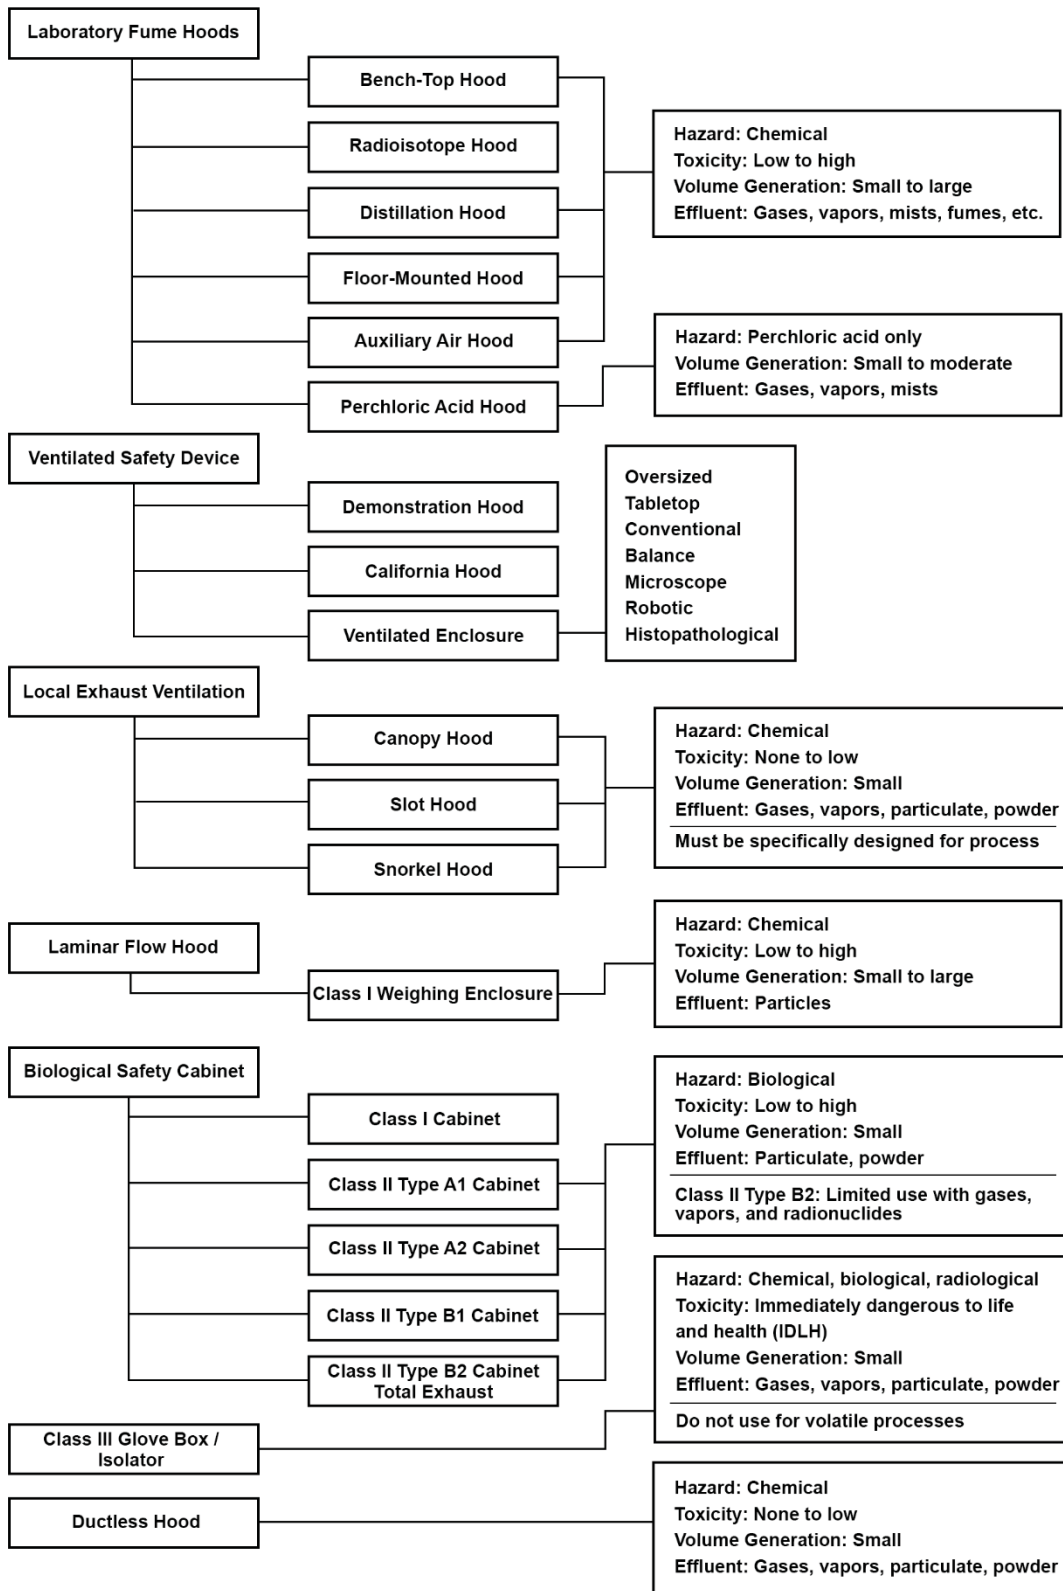 Laboratory Fume Hoods
Bench-Top Hood
Radioisotope Hood
Distillation Hood
Floor-Mounted Hood
Auxiliary Air Hood
Perchloric Acid Hood
Hazard: Chemical
Toxicity: Low to high
Volume Generation: Small to large
Effluent: Gases, vapors, mists, fumes, etc.
Hazard: Perchloric acid only
Volume Generation: Small to moderate
Effluent: Gases, vapors, mists
Ventilated Safety Device
Demonstration Hood
California Hood
Ventilated Enclosure
Oversized
Tabletop
Conventional
Balance
Microscope
Robotic
Histopathological
Local Exhaust Ventilation
Canopy Hood
Slot Hood
Snorkel Hood
Hazard: Chemical
Toxicity: None to low
Volume Generation: Small
Effluent: Gases, vapors, particulate, powder
Must be specifically designed for process
Laminar Flow Hood
Class I Weighing Enclosure
Hazard: Chemical
Toxicity: Low to high
Volume Generation: Small to large
Effluent: Particles
Biological Safety Cabinet
Class I Cabinet
Class II Type A1 Cabinet
Class II Type A2 Cabinet
Class II Type B1 Cabinet
Class II Type B2 Cabinet
Total Exhaust
Hazard: Biological
Toxicity: Low to high
Volume Generation: Small
Effluent: Particulate, powder
Class II Type B2: Limited use with gases,
vapors, and radionuclides
Class III Glove Box /
Isolator
Hazard: Chemical, biological, radiological
Toxicity: Immediately dangerous to life
and health (IDLH)
Volume Generation: Small
Effluent: Gases, vapors, particulate, powder
Do not use for volatile processes
Ductless Hood
Hazard: Chemical
Toxicity: None to low
Volume Generation: Small
Effluent: Gases, vapors, particulate, powder